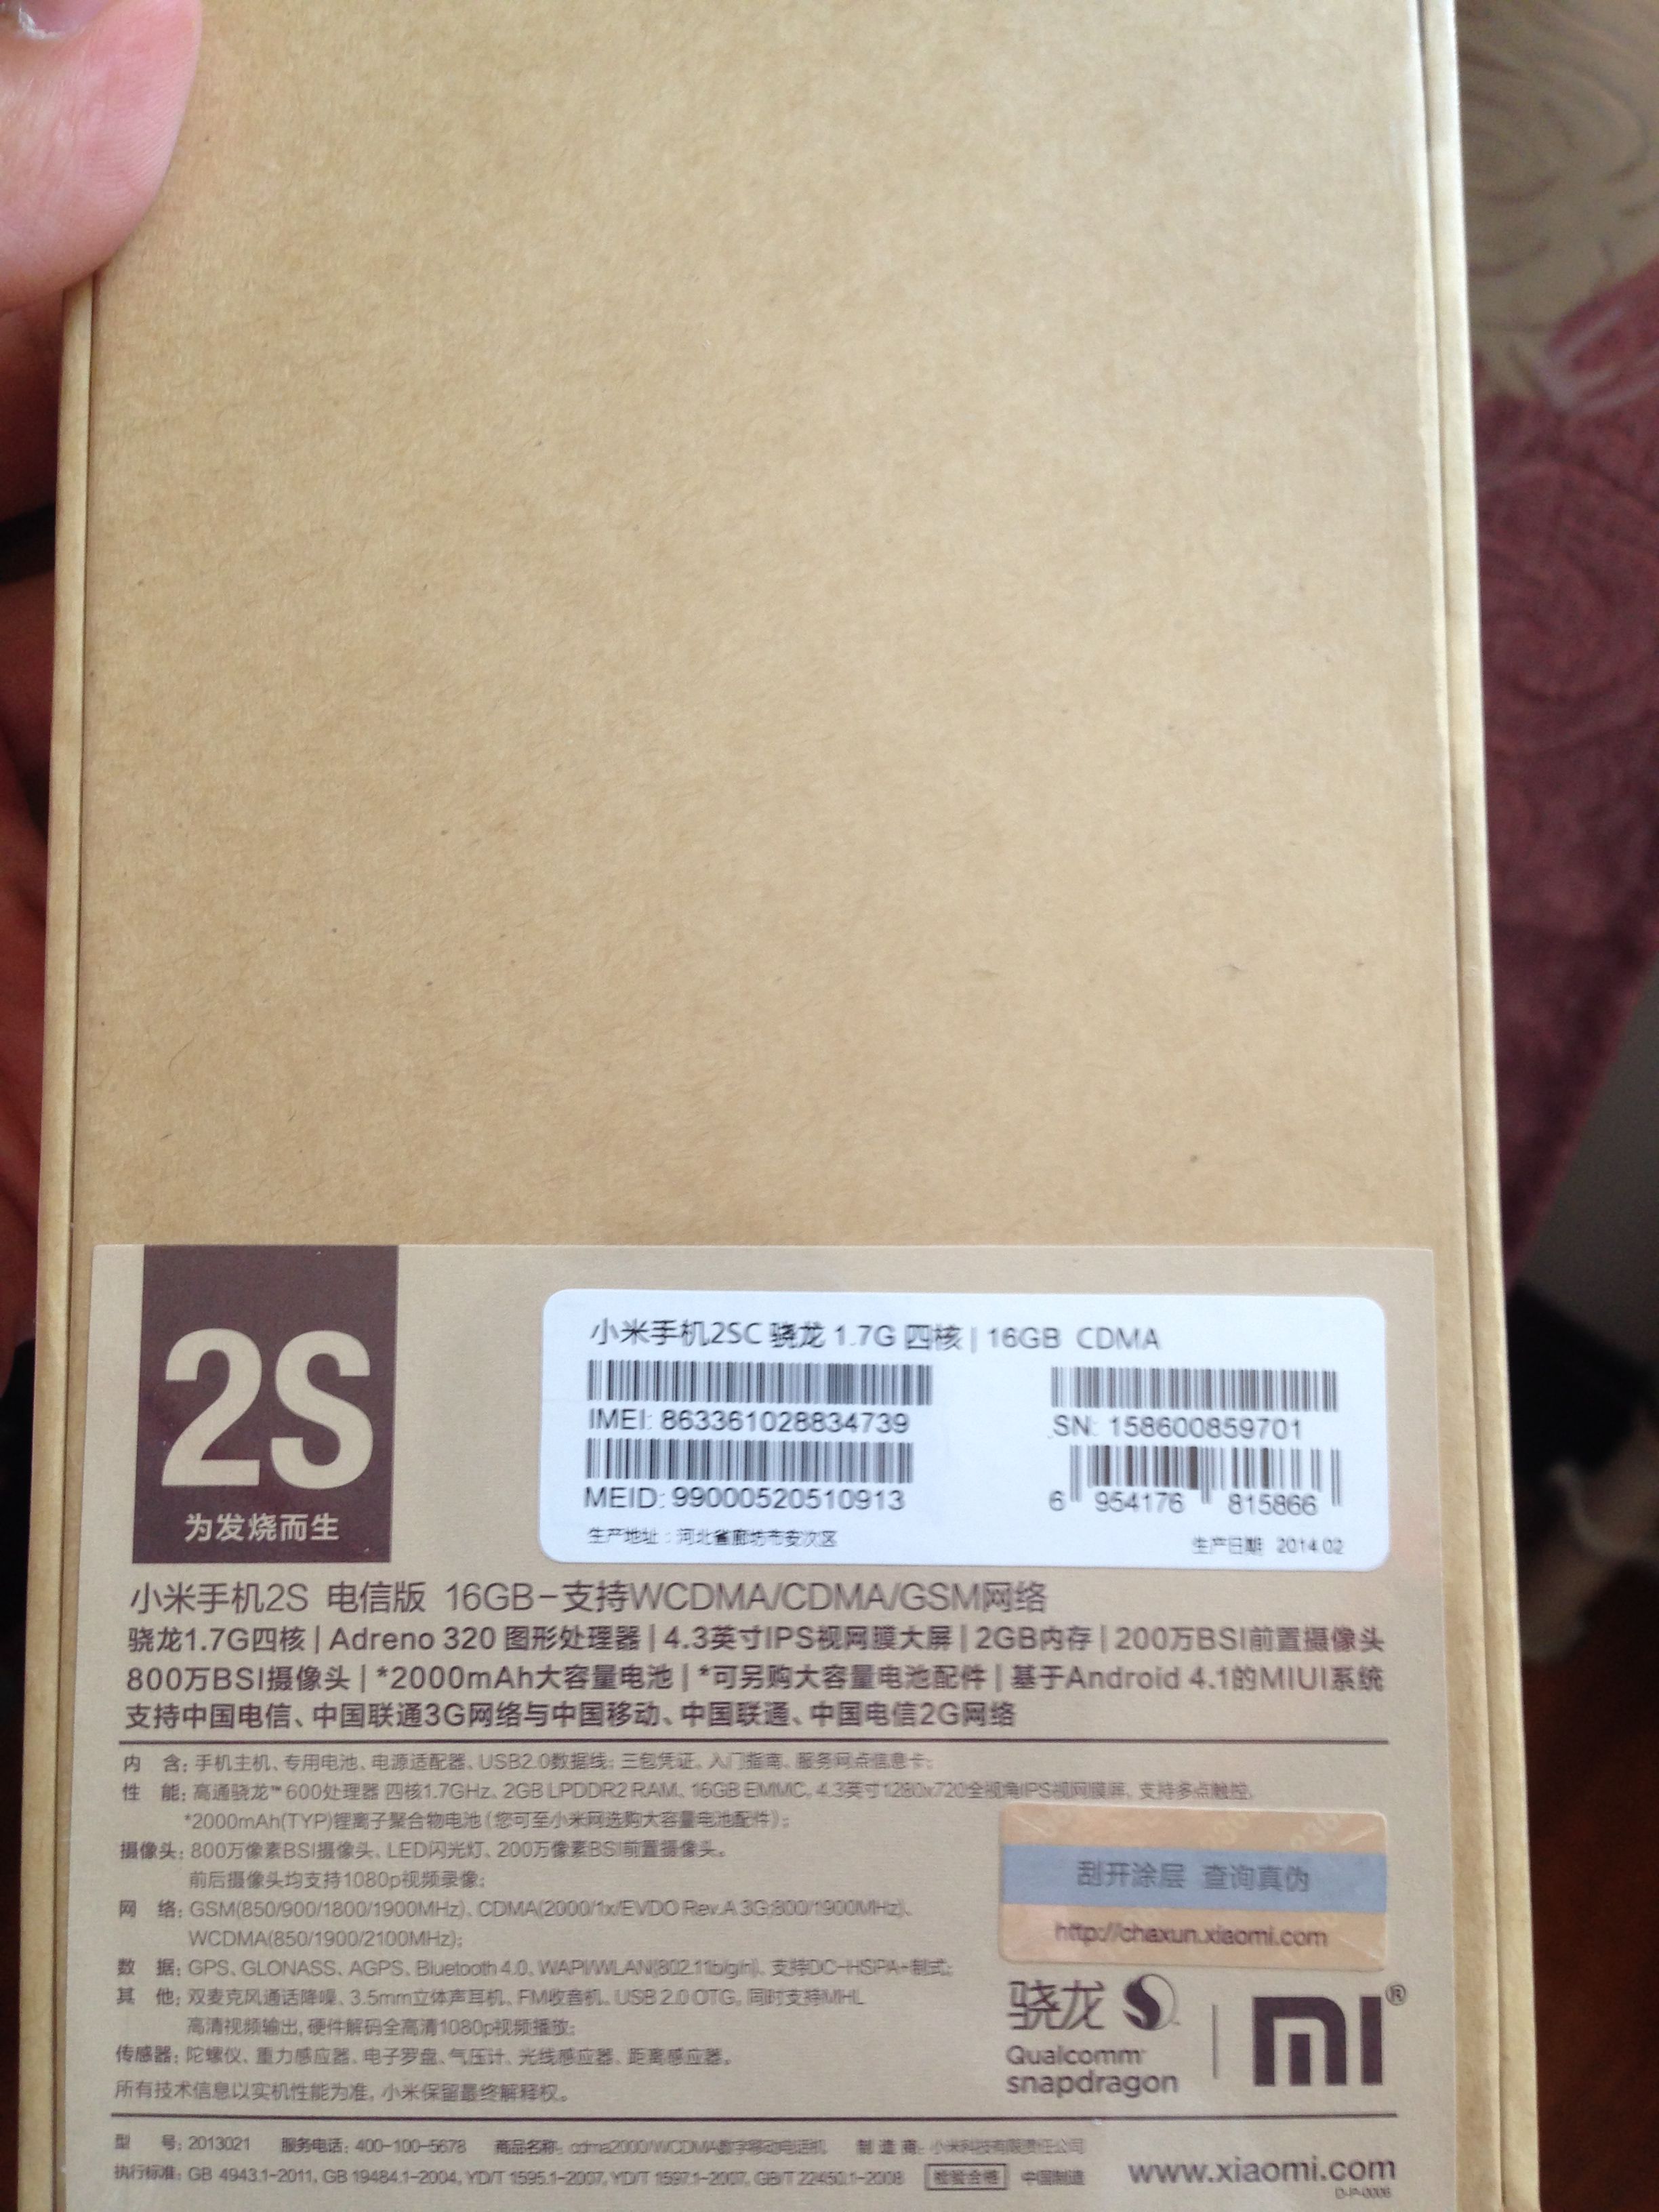 2S
为发烧而生
小米手机2SC 骁龙 1.7G 四核 | 16GB CDMA
IMEI: 863361028834739
SN: 158600859701
MEID: 99000520510913
6 954176 815866
生产地址：河北省廊坊市安次区
生产日期 2014.02
小米手机2S 电信版 16GB-支持WCDMA/CDMA/GSM网络
骁龙1.7G四核 | Adreno 320 图形处理器 | 4.3英寸IPS视网膜大屏 | 2GB内存 | 200万BSI前置摄像头
800万BSI摄像头 | *2000mAh大容量电池 | *可另购大容量电池配件 | 基于Android 4.1的MIUI系统
支持中国电信、中国联通3G网络与中国移动、中国联通、中国电信2G网络
内 含: 手机主机、专用电池、电源适配器、USB2.0数据线; 三包凭证、入门指南、服务网点信息卡;
性 能: 高通骁龙™ 600处理器 四核1.7GHz、2GB LPDDR2 RAM、16GB EMMC, 4.3英寸1280x720全视角IPS视网膜屏, 支持多点触控,
*2000mAh(TYP)锂离子聚合物电池(您可至小米网选购大容量电池配件);
摄像头: 800万像素BSI摄像头、LED闪光灯、200万像素BSI前置摄像头。
前后摄像头均支持1080p视频录像;
网 络: GSM(850/900/1800/1900MHz)、CDMA(2000/1x/EVDO Rev.A 3G:800/1900MHz)、
WCDMA(850/1900/2100MHz);
数 据: GPS、GLONASS、AGPS、Bluetooth 4.0、WAPI/WLAN(802.11b/g/n)、支持DC-HSPA+制式;
其 他: 双麦克风通话降噪、3.5mm立体声耳机、FM收音机、USB 2.0 OTG, 同时支持MHL
高清视频输出, 硬件解码全高清1080p视频播放;
传感器: 陀螺仪、重力感应器、电子罗盘、气压计、光线感应器、距离感应器。
所有技术信息以实机性能为准, 小米保留最终解释权。
刮开涂层 查询真伪
http://chaxun.xiaomi.com
骁龙
Qualcomm
snapdragon
MI®
型 号: 2013021 服务电话: 400-100-5678 商品名称: cdma2000/WCDMA数字移动电话机 制 造 商: 小米科技有限责任公司
执行标准: GB 4943.1-2011, GB 19484.1-2004, YD/T 1595.1-2007, YD/T 1597.1-2007, GB/T 22450.1-2008 检验合格 中国制造
www.xiaomi.com
D-P-0006